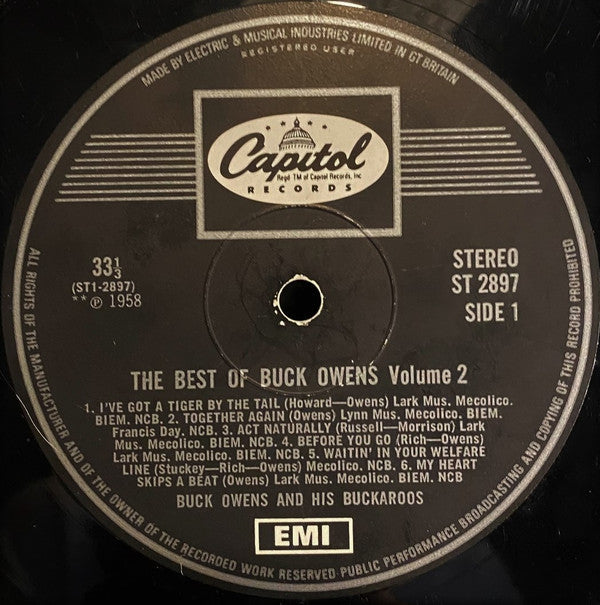 MADE BY ELECTRIC & MUSICAL INDUSTRIES LIMITED IN GT BRITAIN
REGISTERED USER
Capitol
Regd TM of Capitol Records, Inc
RECORDS
33⅓
(ST1-2897)
** Ⓟ 1958
STEREO
ST 2897
SIDE 1
THE BEST OF BUCK OWENS Volume 2
1. I'VE GOT A TIGER BY THE TAIL (Howard—Owens) Lark Mus. Mecolico.
BIEM. NCB. 2. TOGETHER AGAIN (Owens) Lynn Mus. Mecolico. BIEM.
Francis Day. NCB. 3. ACT NATURALLY (Russell—Morrison) Lark
Mus. Mecolico. BIEM. NCB. 4. BEFORE YOU GO (Rich—Owens)
Lark Mus. Mecolico. BIEM. NCB. 5. WAITIN' IN YOUR WELFARE
LINE (Stuckey—Rich—Owens) Mecolico. NCB. 6. MY HEART
SKIPS A BEAT (Owens) Lark Mus. Mecolico. BIEM. NCB
BUCK OWENS AND HIS BUCKAROOS
EMI
ALL RIGHTS OF THE MANUFACTURER AND OF THE OWNER OF THE RECORDED WORK RESERVED PUBLIC PERFORMANCE BROADCASTING AND COPYING OF THIS RECORD PROHIBITED